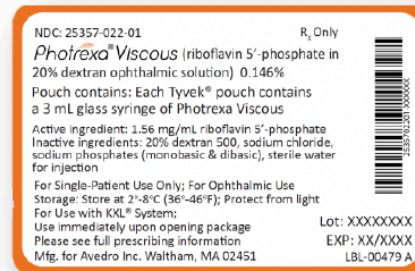 NDC: 25357-022-01
Rx Only
Photrexa® Viscous (riboflavin 5′-phosphate in
20% dextran ophthalmic solution) 0.146%
Pouch contains: Each Tyvek® pouch contains
a 3 mL glass syringe of Photrexa Viscous
Active ingredient: 1.56 mg/mL riboflavin 5′-phosphate
Inactive ingredients: 20% dextran 500, sodium chloride,
sodium phosphates (monobasic & dibasic), sterile water
for injection
For Single-Patient Use Only; For Ophthalmic Use
Storage: Store at 2°-8°C (36°-46°F); Protect from light
For Use with KXL® System;
Use immediately upon opening package
Please see full prescribing information
Mfg. for Avedro Inc. Waltham, MA 02451
2535702201-XXXXXXX
Lot: XXXXXXXX
EXP: XX/XXXX
LBL-00479 A